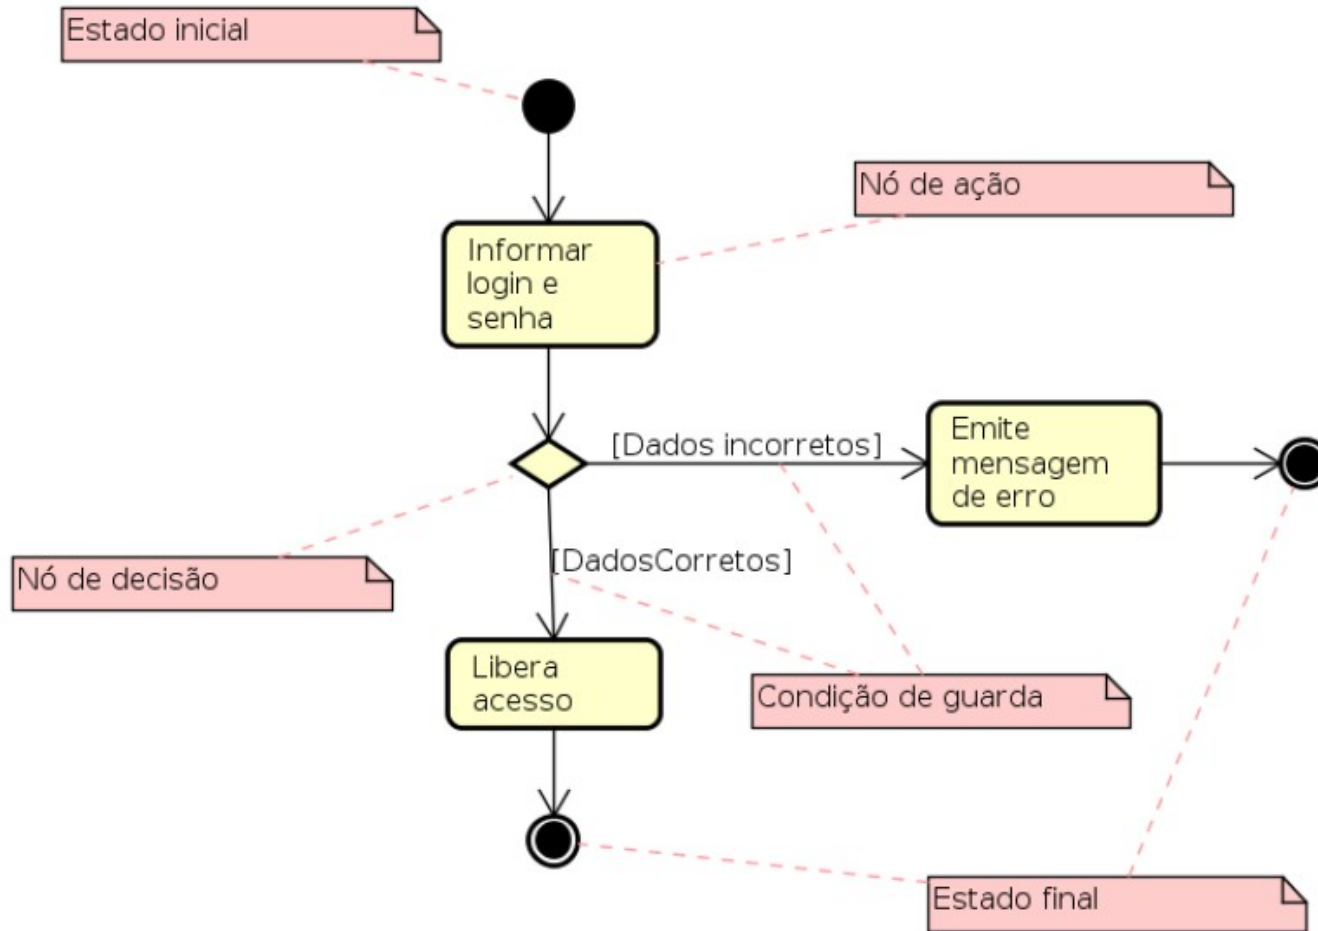 Estado inicial
Nó de ação
Informar
login e
senha
[Dados incorretos]
Emite
mensagem
de erro
[DadosCorretos]
Nó de decisão
Libera
acesso
Condição de guarda
Estado final